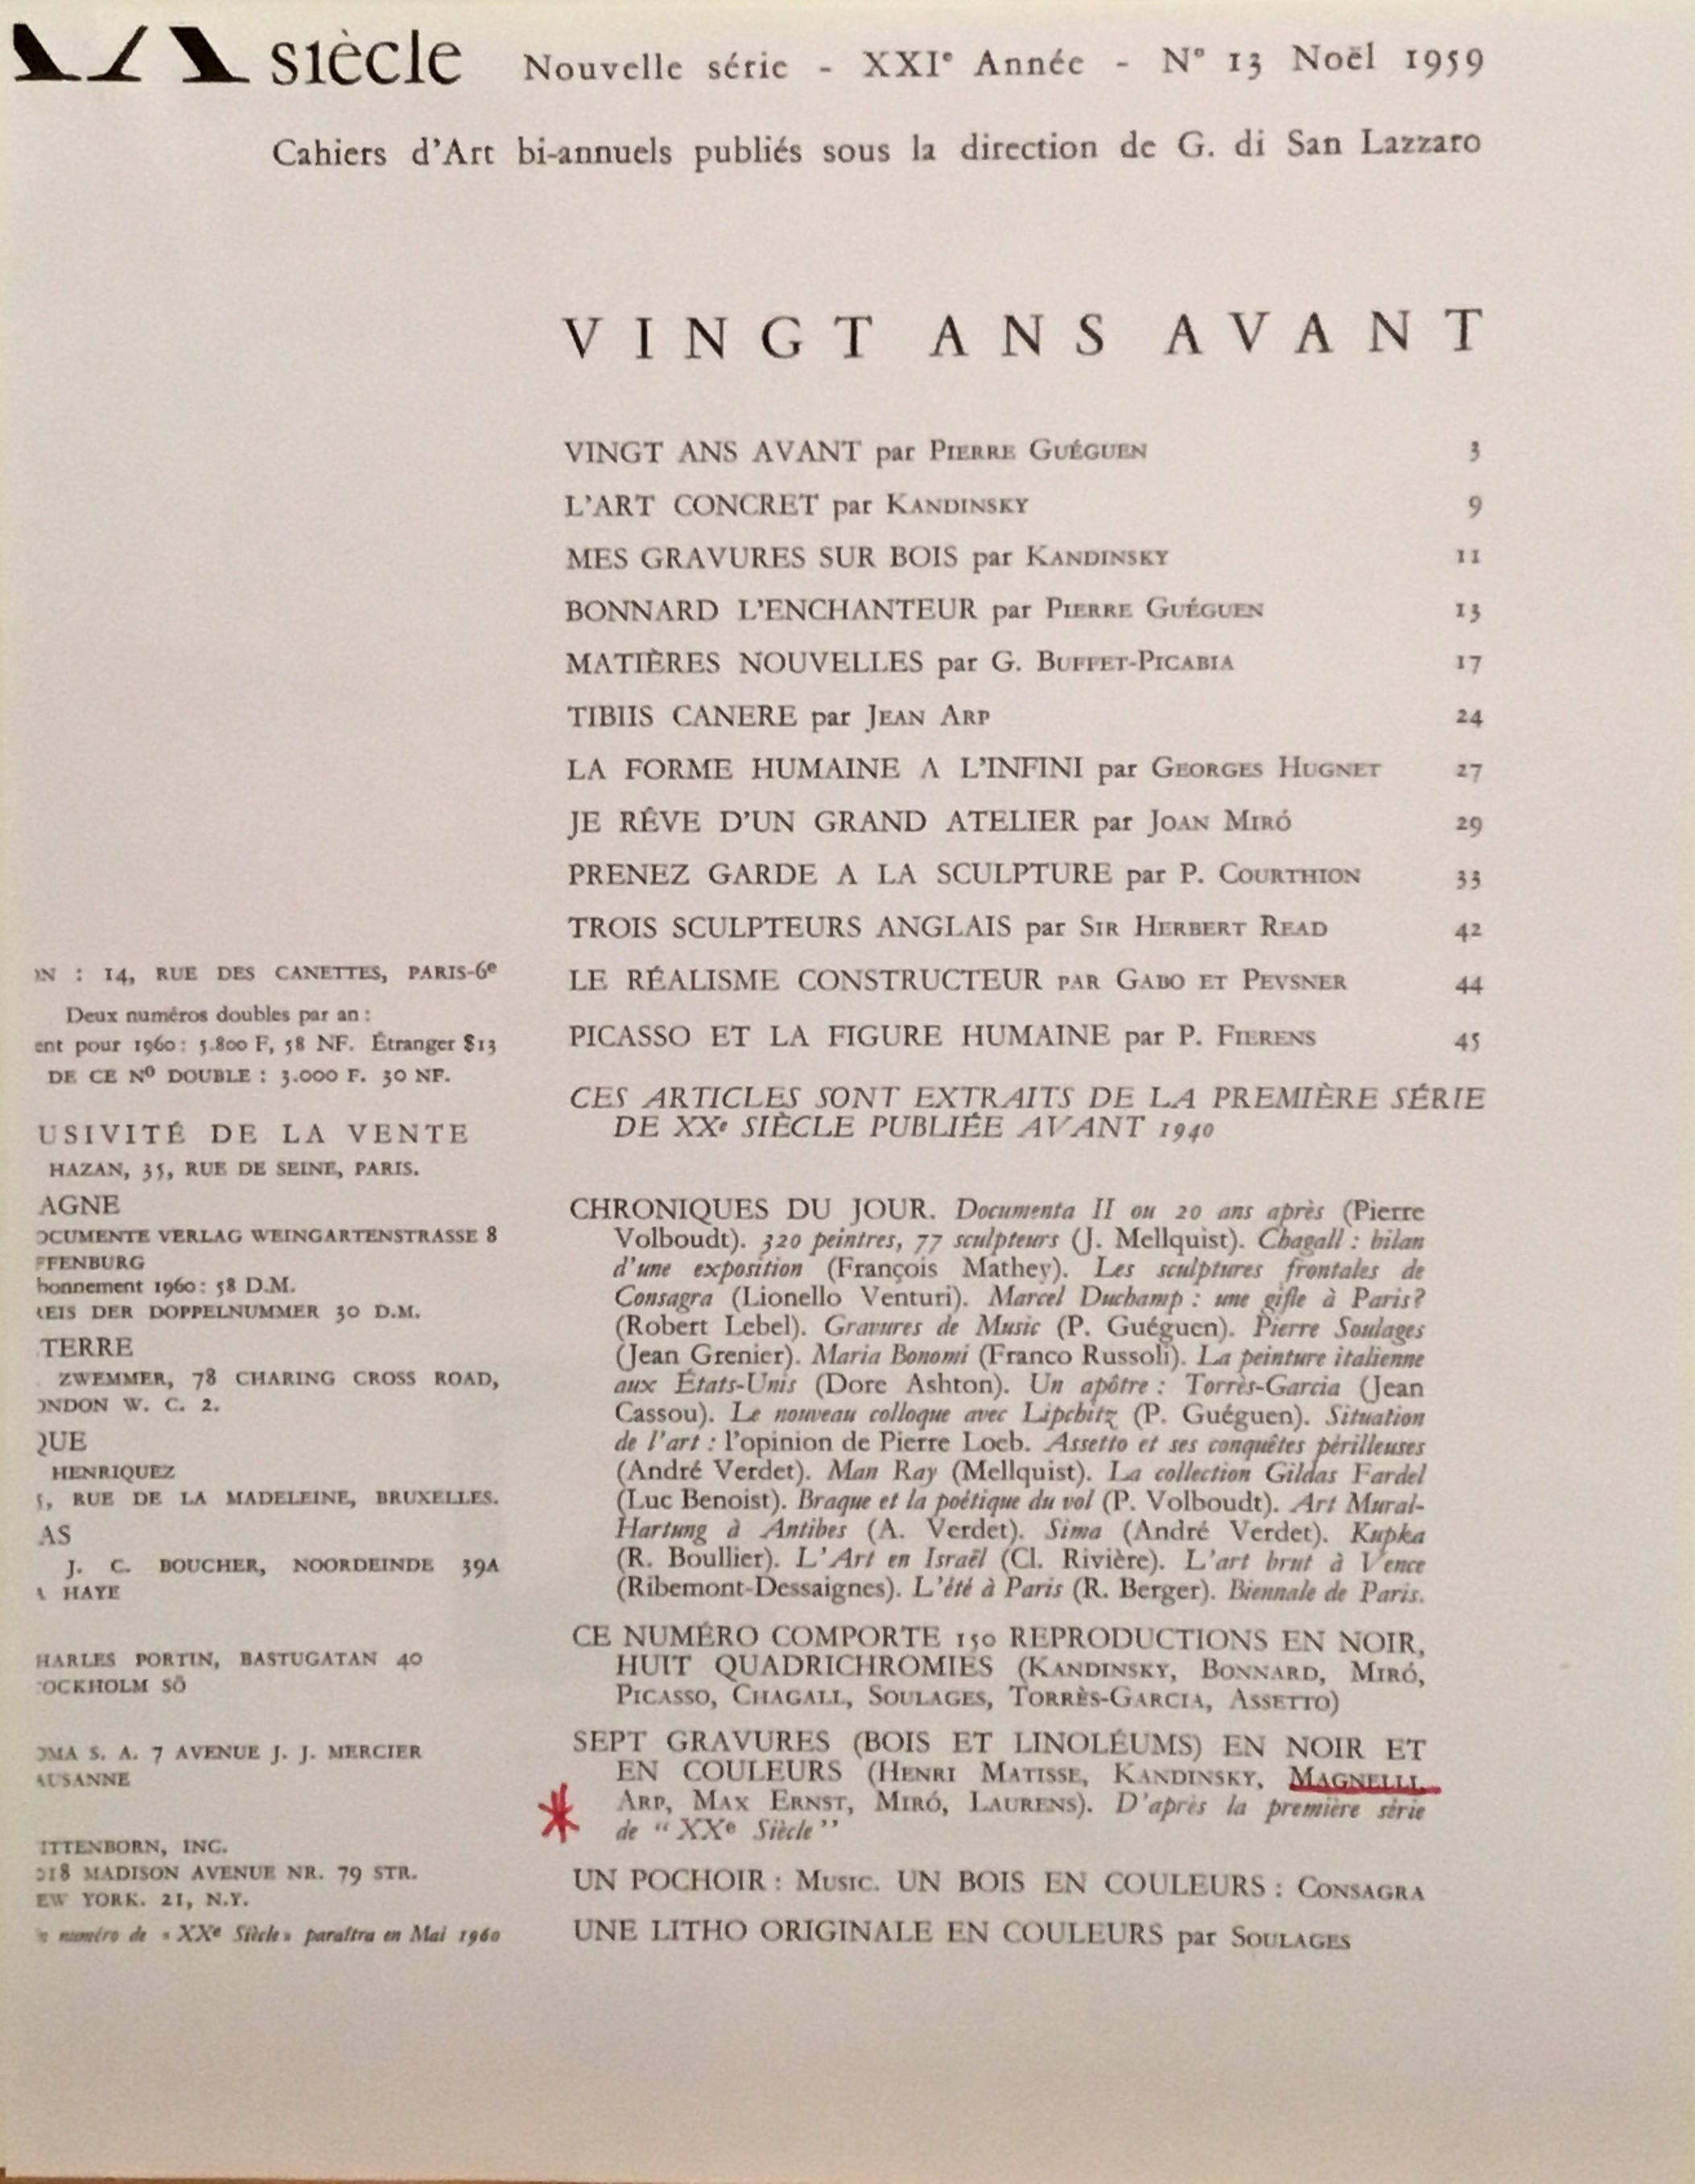 siècle Nouvelle série - XXIe Année - N° 13 Noël 1959
Cahiers d'Art bi-annuels publiés sous la direction de G. di San Lazzaro
VINGT ANS AVANT
VINGT ANS AVANT par Pierre Guéguen 3
L'ART CONCRET par Kandinsky 9
MES GRAVURES SUR BOIS par Kandinsky 11
BONNARD L'ENCHANTEUR par Pierre Guéguen 13
MATIÈRES NOUVELLES par G. Buffet-Picabia 17
TIBIIS CANERE par Jean Arp 24
LA FORME HUMAINE A L'INFINI par Georges Hugnet 27
JE RÊVE D'UN GRAND ATELIER par Joan Miró 29
PRENEZ GARDE A LA SCULPTURE par P. Courthion 33
TROIS SCULPTEURS ANGLAIS par Sir Herbert Read 42
LE RÉALISME CONSTRUCTEUR par Gabo et Pevsner 44
PICASSO ET LA FIGURE HUMAINE par P. Fierens 45
CES ARTICLES SONT EXTRAITS DE LA PREMIÈRE SÉRIE
DE XXe SIÈCLE PUBLIÉE AVANT 1940
CHRONIQUES DU JOUR. Documenta II ou 20 ans après (Pierre
Volboudt). 320 peintres, 77 sculpteurs (J. Mellquist). Chagall : bilan
d'une exposition (François Mathey). Les sculptures frontales de
Consagra (Lionello Venturi). Marcel Duchamp : une gifle à Paris?
(Robert Lebel). Gravures de Music (P. Guéguen). Pierre Soulages
(Jean Grenier). Maria Bonomi (Franco Russoli). La peinture italienne
aux États-Unis (Dore Ashton). Un apôtre : Torrès-Garcia (Jean
Cassou). Le nouveau colloque avec Lipchitz (P. Guéguen). Situation
de l'art : l'opinion de Pierre Loeb. Assetto et ses conquêtes périlleuses
(André Verdet). Man Ray (Mellquist). La collection Gildas Fardel
(Luc Benoist). Braque et la poétique du vol (P. Volboudt). Art Mural-
Hartung à Antibes (A. Verdet). Sima (André Verdet). Kupka
(R. Boullier). L'Art en Israël (Cl. Rivière). L'art brut à Vence
(Ribemont-Dessaignes). L'été à Paris (R. Berger). Biennale de Paris.
CE NUMÉRO COMPORTE 150 REPRODUCTIONS EN NOIR,
HUIT QUADRICHROMIES (Kandinsky, Bonnard, Miró,
Picasso, Chagall, Soulages, Torrès-Garcia, Assetto)
SEPT GRAVURES (BOIS ET LINOLÉUMS) EN NOIR ET
EN COULEURS (Henri Matisse, Kandinsky, Magnelli,
Arp, Max Ernst, Miró, Laurens). D'après la première série
de "XXe Siècle"
UN POCHOIR : Music. UN BOIS EN COULEURS : Consagra
UNE LITHO ORIGINALE EN COULEURS par Soulages
: 14, RUE DES CANETTES, PARIS-6e
Deux numéros doubles par an :
ent pour 1960 : 5.800 F, 58 NF. Étranger $13
DE CE No DOUBLE : 3.000 F. 30 NF.
USIVITÉ DE LA VENTE
HAZAN, 35, RUE DE SEINE, PARIS.
AGNE
OCUMENTE VERLAG WEINGARTENSTRASSE 8
FFENBURG
bonnement 1960 : 58 D.M.
REIS DER DOPPELNUMMER 30 D.M.
TERRE
ZWEMMER, 78 CHARING CROSS ROAD,
ONDON W. C. 2.
QUE
HENRIQUEZ
5, RUE DE LA MADELEINE, BRUXELLES.
AS
J. C. BOUCHER, NOORDEINDE 39A
HAYE
HARLES PORTIN, BASTUGATAN 40
OCKHOLM SÖ
OMA S. A. 7 AVENUE J. J. MERCIER
AUSANNE
ITTENBORN, INC.
018 MADISON AVENUE NR. 79 STR.
EW YORK. 21, N.Y.
numéro de « XXe Siècle » paraîtra en Mai 1960